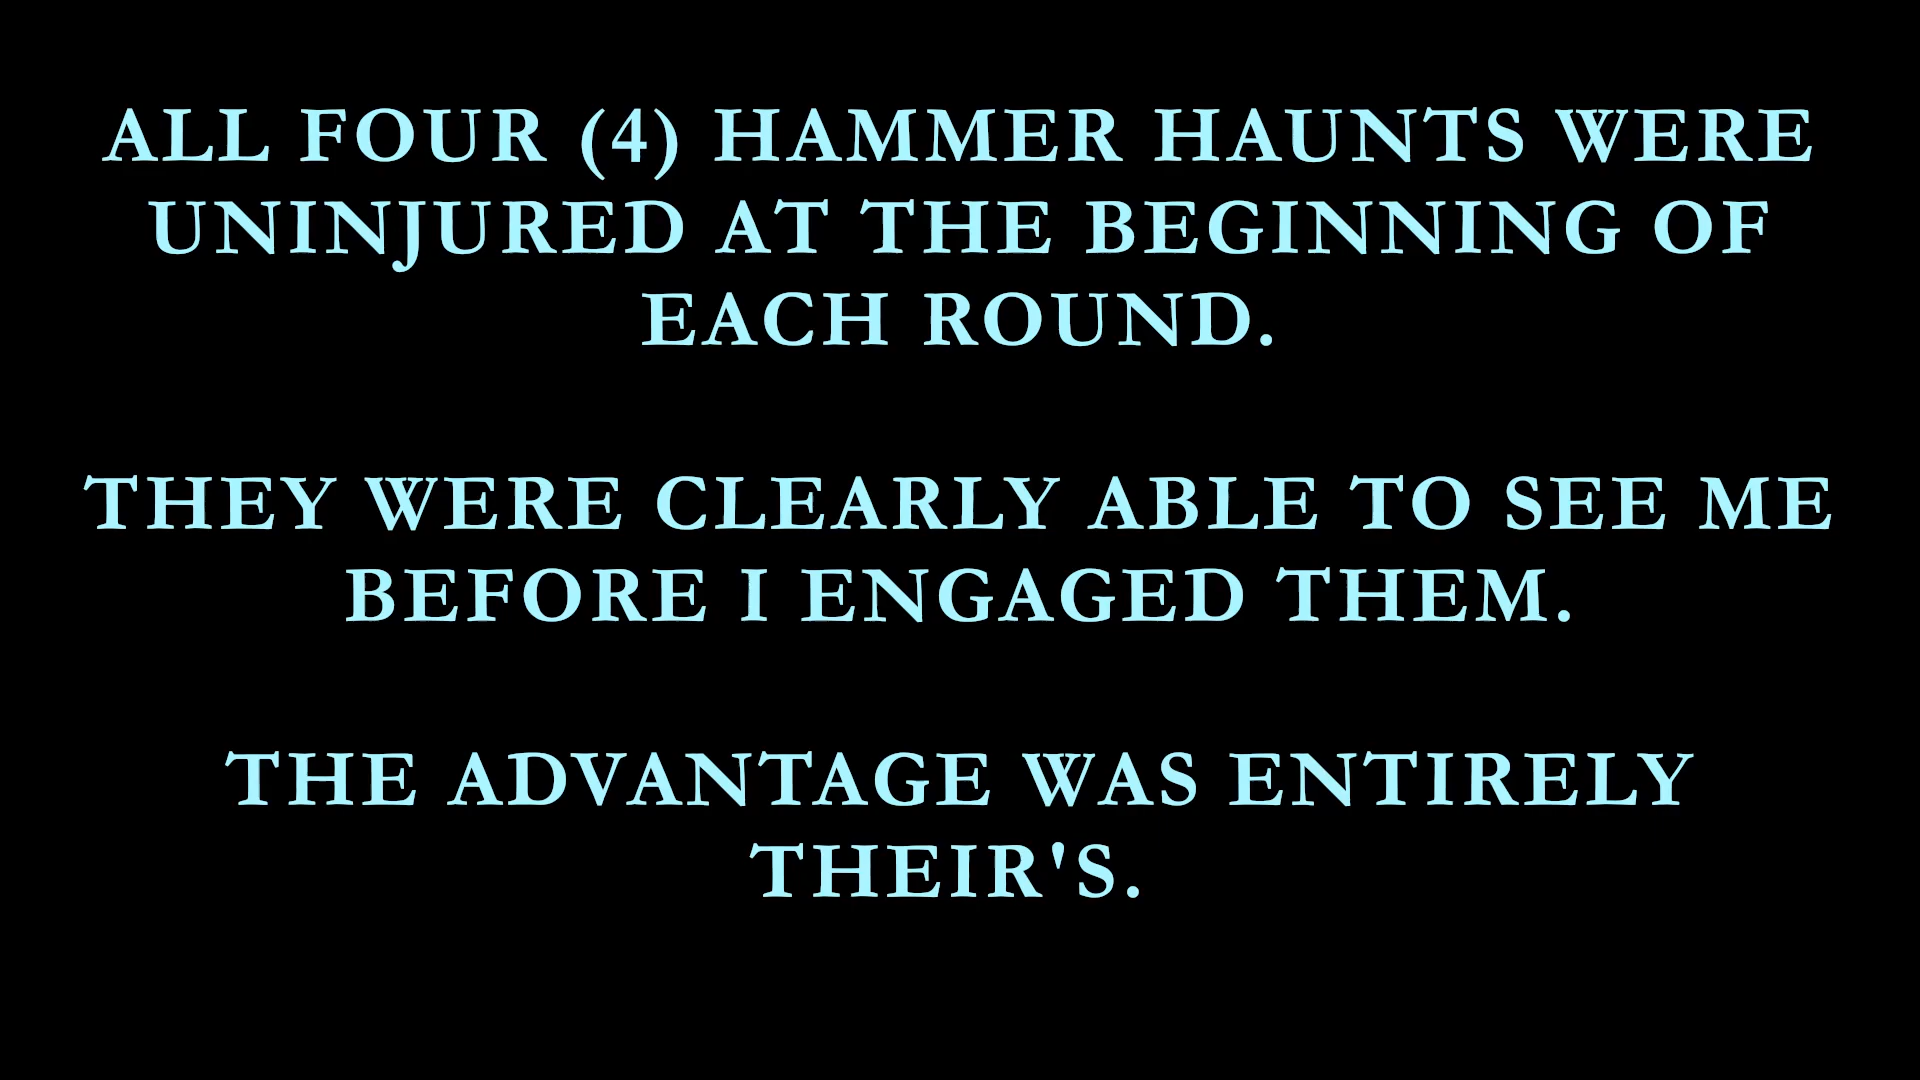 ALL FOUR (4) HAMMER HAUNTS WERE
UNINJURED AT THE BEGINNING OF
EACH ROUND.
THEY WERE CLEARLY ABLE TO SEE ME
BEFORE I ENGAGED THEM.
THE ADVANTAGE WAS ENTIRELY
THEIR'S.